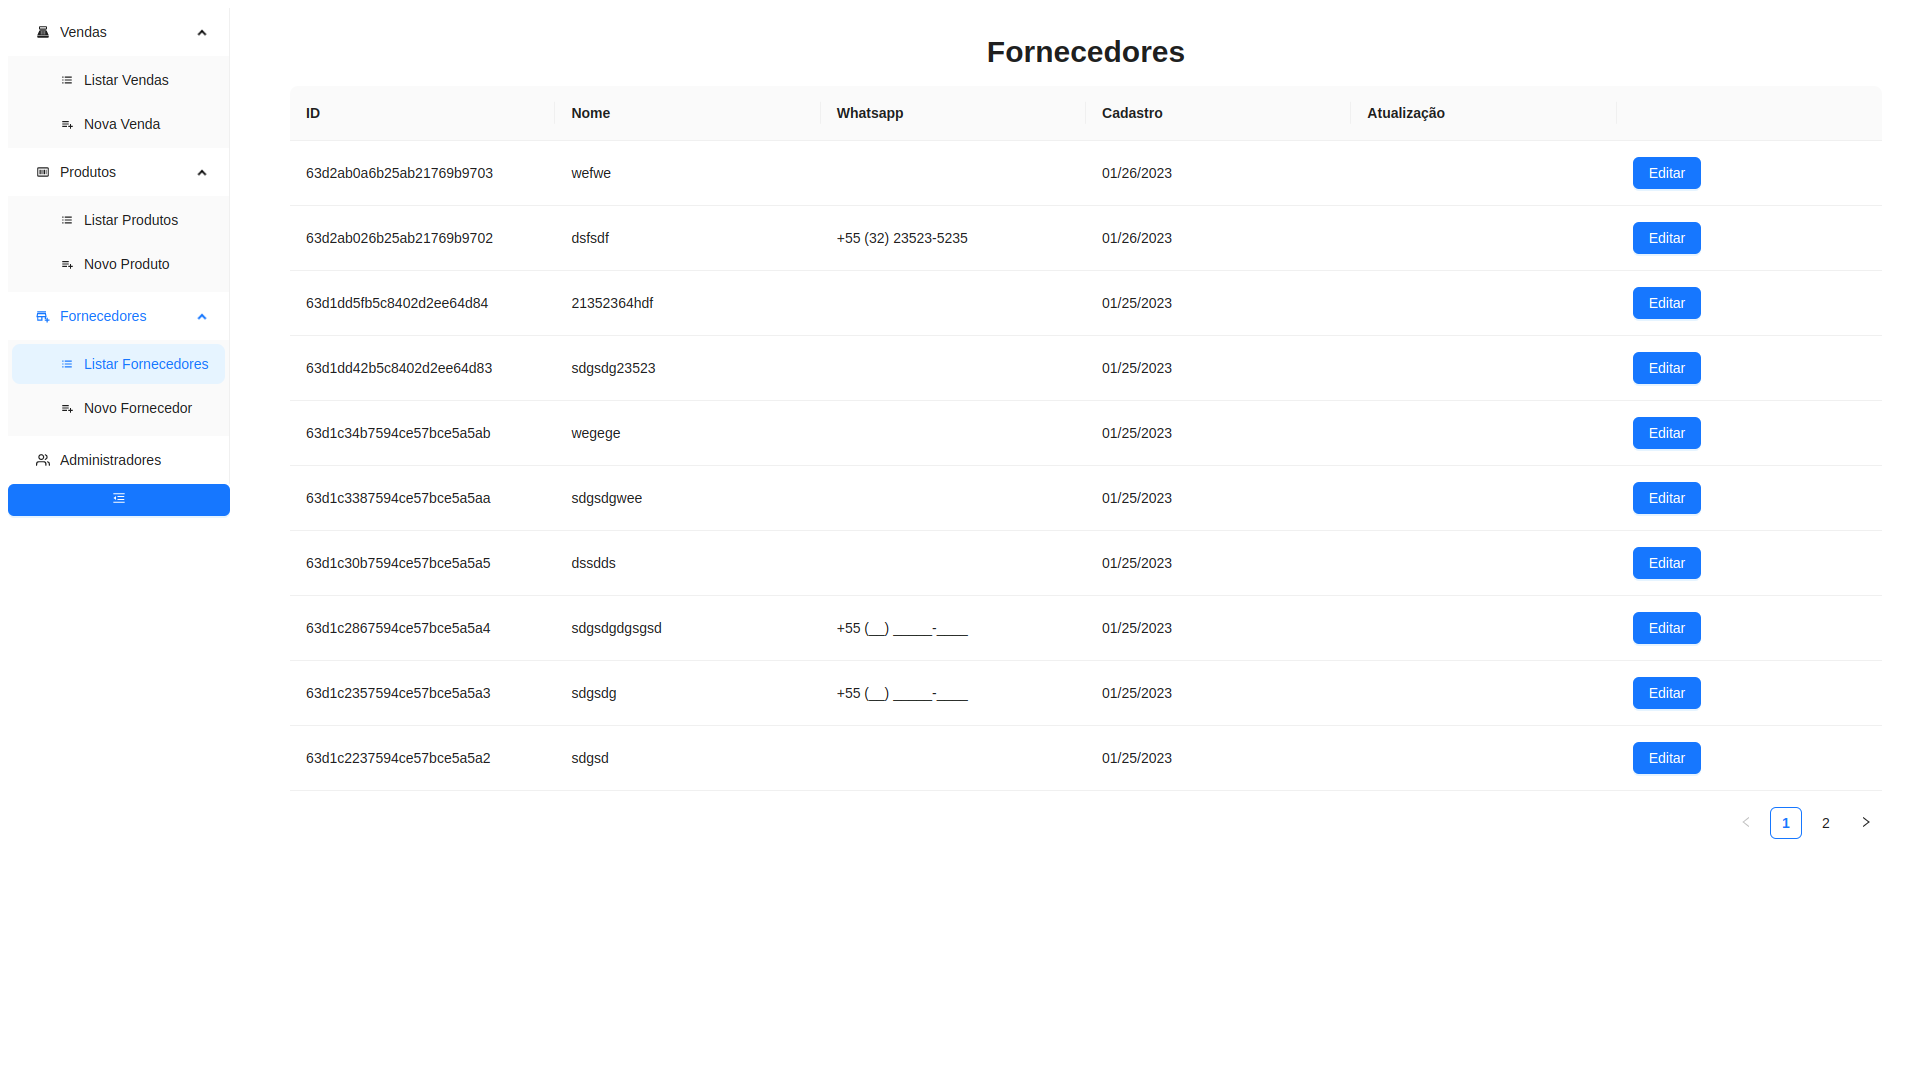 Vendas
Listar Vendas
Nova Venda
Produtos
Listar Produtos
Novo Produto
Fornecedores
Listar Fornecedores
Novo Fornecedor
Administradores
Fornecedores
ID Nome Whatsapp Cadastro Atualização
63d2ab0a6b25ab21769b9703 wefwe 01/26/2023 Editar
63d2ab026b25ab21769b9702 dsfsdf +55 (32) 23523-5235 01/26/2023 Editar
63d1dd5fb5c8402d2ee64d84 21352364hdf 01/25/2023 Editar
63d1dd42b5c8402d2ee64d83 sdgsdg23523 01/25/2023 Editar
63d1c34b7594ce57bce5a5ab wegege 01/25/2023 Editar
63d1c3387594ce57bce5a5aa sdgsdgwee 01/25/2023 Editar
63d1c30b7594ce57bce5a5a5 dssdds 01/25/2023 Editar
63d1c2867594ce57bce5a5a4 sdgsdgdgsgsd +55 (__) _____-____ 01/25/2023 Editar
63d1c2357594ce57bce5a5a3 sdgsdg +55 (__) _____-____ 01/25/2023 Editar
63d1c2237594ce57bce5a5a2 sdgsd 01/25/2023 Editar
1 2